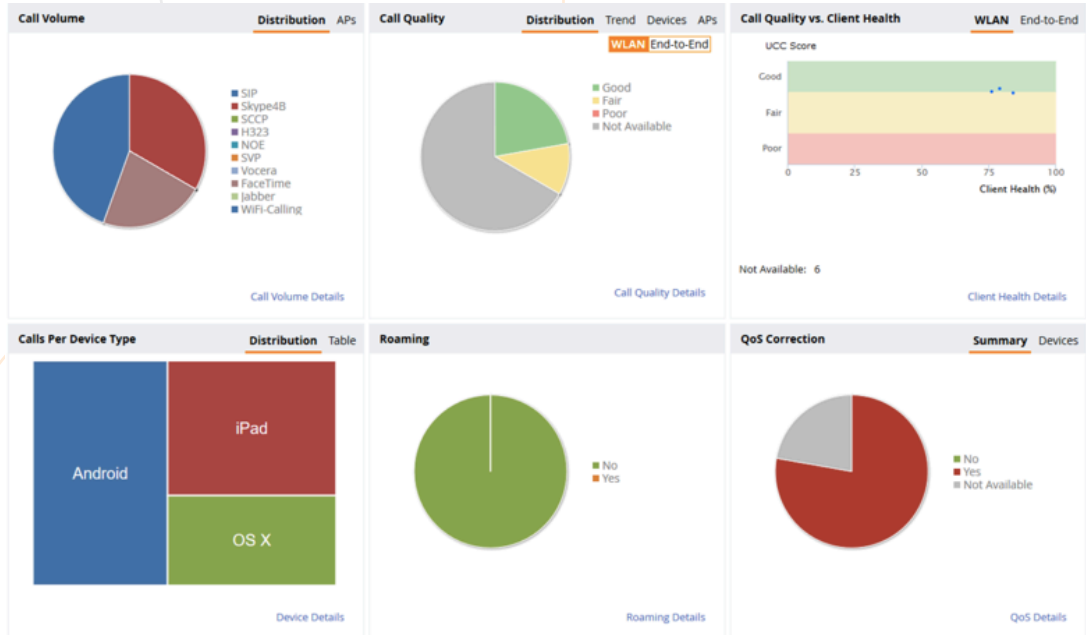 Call Volume
Distribution APs
SIP
Skype4B
SCCP
H323
NOE
SVP
Vocera
FaceTime
Jabber
WiFi-Calling
Call Volume Details
Call Quality
Distribution Trend Devices APs
WLAN End-to-End
Good
Fair
Poor
Not Available
Call Quality Details
Call Quality vs. Client Health
WLAN End-to-End
UCC Score
Good
Fair
Poor
0 25 50 75 100
Client Health (%)
Not Available: 6
Client Health Details
Calls Per Device Type
Distribution Table
Android
iPad
OS X
Device Details
Roaming
No
Yes
Roaming Details
QoS Correction
Summary Devices
No
Yes
Not Available
QoS Details